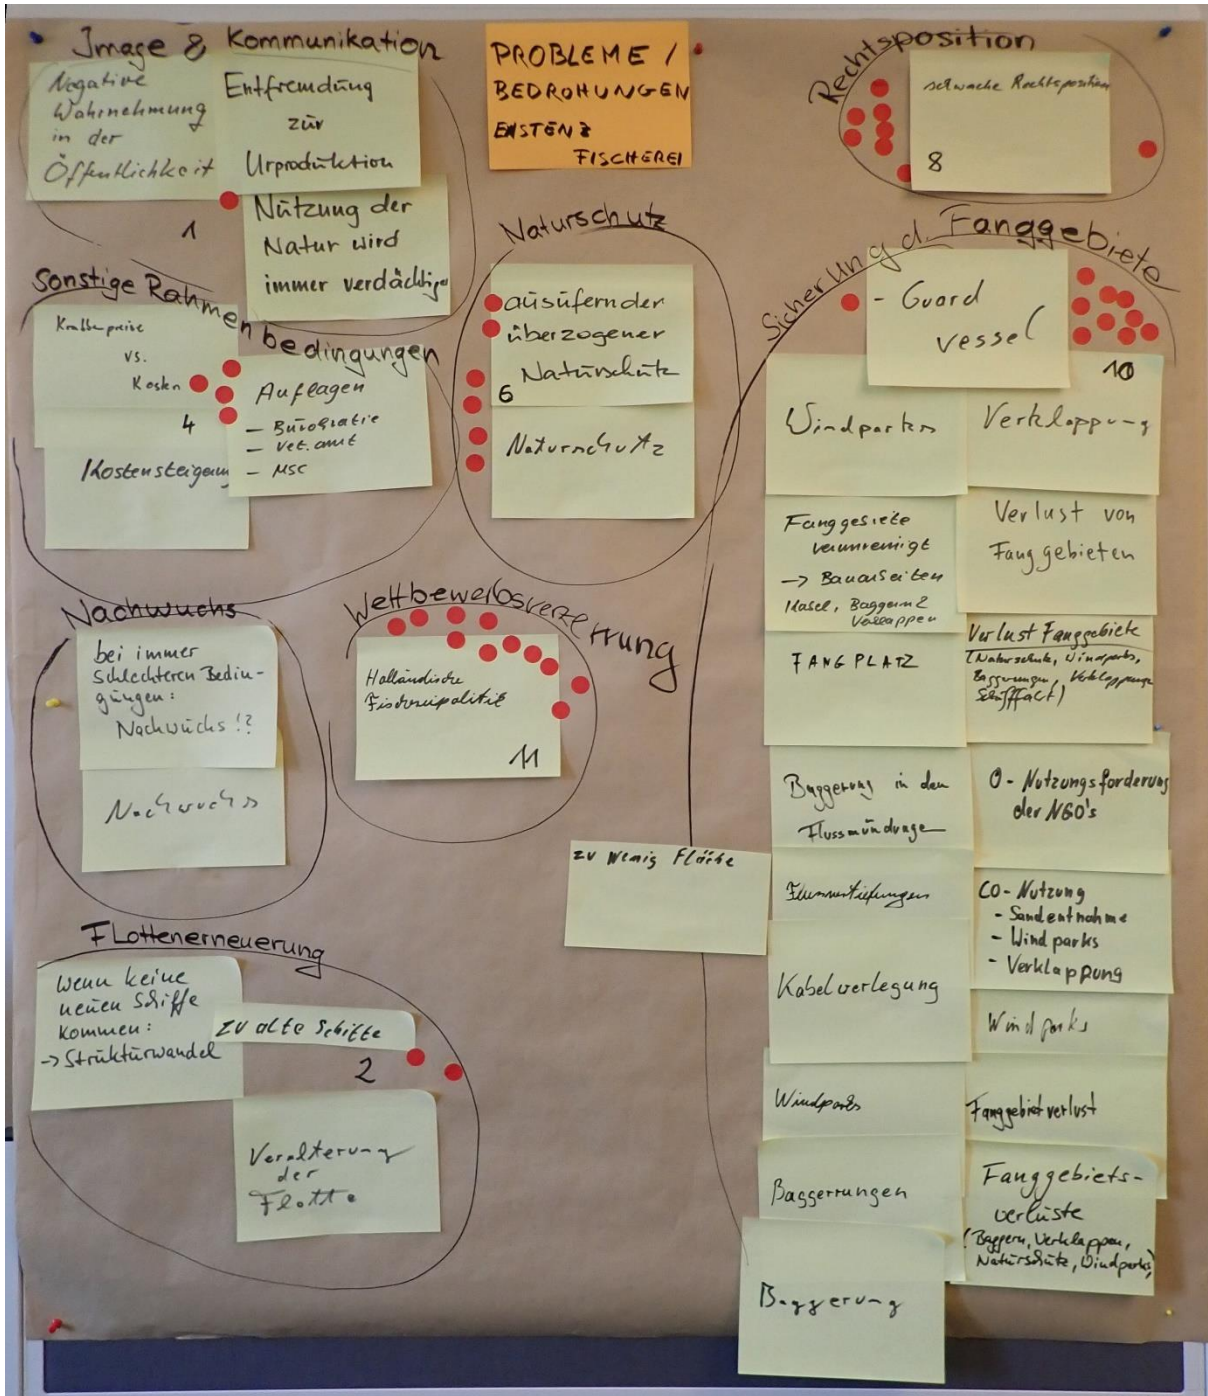 Image & Kommunikation
Negative
Wahrnehmung
in der
Öffentlichkeit
Entfremdung
zur
Urproduktion
1
Nutzung der
Natur wird
immer verdächtiger
PROBLEME /
BEDROHUNGEN
EXISTENZ
FISCHEREI
Rechtsposition
schwache Rechtsposition
8
Sonstige Rahmenbedingungen
Krabbenpreise
vs.
Kosten
4
Kostensteigerung
Auflagen
- Bürokratie
- Vet.amt
- MSC
Naturschutz
ausufernder
überzogener
Naturschutz
6
Naturschutz
Sicherung d. Fanggebiete
- Guard
vessel
10
Windparks
Verklappung
Fanggebiete
verunreinigt
-> Bauarbeiten
Kabel, Baggern &
Verklappen
Verlust von
Fanggebieten
FANGPLATZ
Verlust Fanggebiete
(Naturschutz, Windparks,
Baggerungen, Verklappung
Schifffahrt)
Baggerung in den
Flussmündungen
0-Nutzungsforderung
der NGO's
zu wenig Fläche
Flussvertiefungen
CO-Nutzung
- Sandentnahme
- Windparks
- Verklappung
Kabelverlegung
Windparks
Windparks
Fanggebietverlust
Baggerrungen
Fanggebiets-
verluste
(Baggern, Verklappen,
Naturschutz, Windparks)
Baggerung
Nachwuchs
bei immer
schlechteren Bedin-
gungen:
Nachwuchs!?
Nachwuchs
Wettbewerbsverzerrung
Holländische
Fischereipolitik
11
Flottenerneuerung
wenn keine
neuen Schiffe
kommen:
-> Strukturwandel
zu alte Schiffe
2
Veralterung
der
Flotte